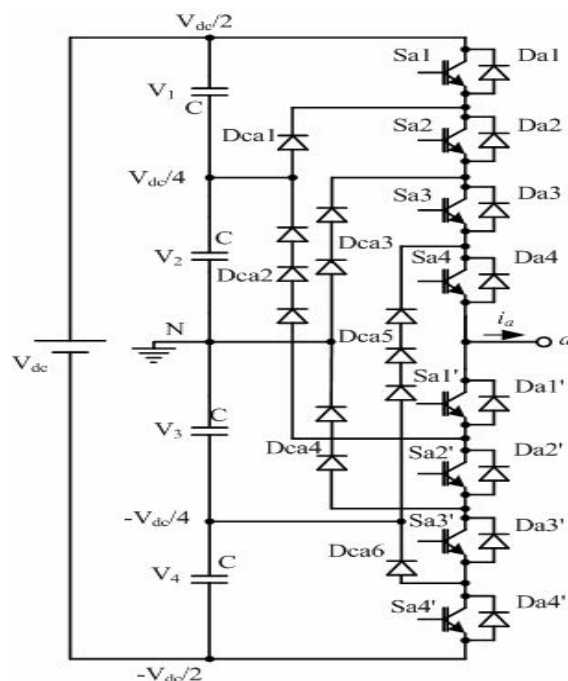 Vdc/2
Sa1 Da1
V1
C
Dca1
Sa2 Da2
Vdc/4
Sa3 Da3
C
Dca3
V2
Dca2
Sa4 Da4
N
Dca5
ia
a
Vdc
Sa1' Da1'
C
V3
Dca4
Sa2' Da2'
-Vdc/4
Sa3' Da3'
Dca6
C
V4
Sa4' Da4'
-Vdc/2